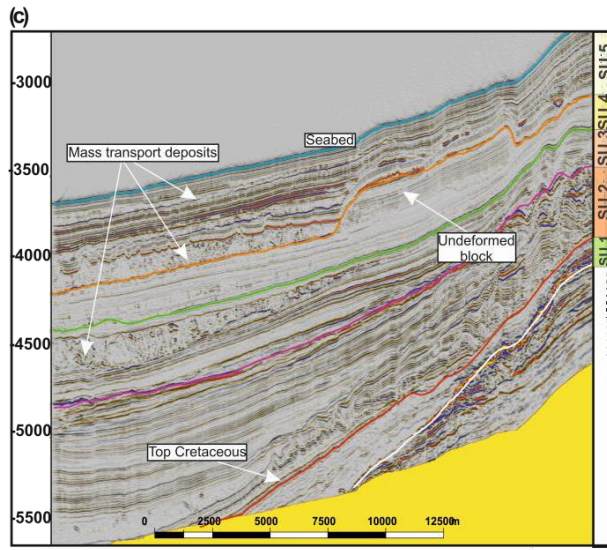 (c)
-3000
-3500
-4000
-4500
-5000
-5500
Seabed
Mass transport deposits
Undeformed
block
Top Cretaceous
0 2500 5000 7500 10000 12500m
SU.5
SU.4
SU.3
SU.2
SU.1